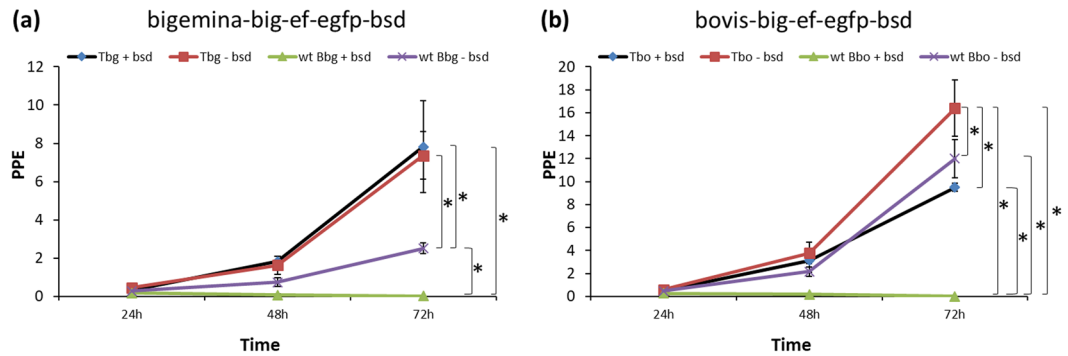 (a)
bigemina-big-ef-egfp-bsd
Tbg + bsd Tbg - bsd wt Bbg + bsd wt Bbg - bsd
12
10
8
6
4
2
0
PPE
24h 48h 72h
Time
* * * *
(b)
bovis-big-ef-egfp-bsd
Tbo + bsd Tbo - bsd wt Bbo + bsd wt Bbo - bsd
20
18
16
14
12
10
8
6
4
2
0
PPE
24h 48h 72h
Time
* * * * * *